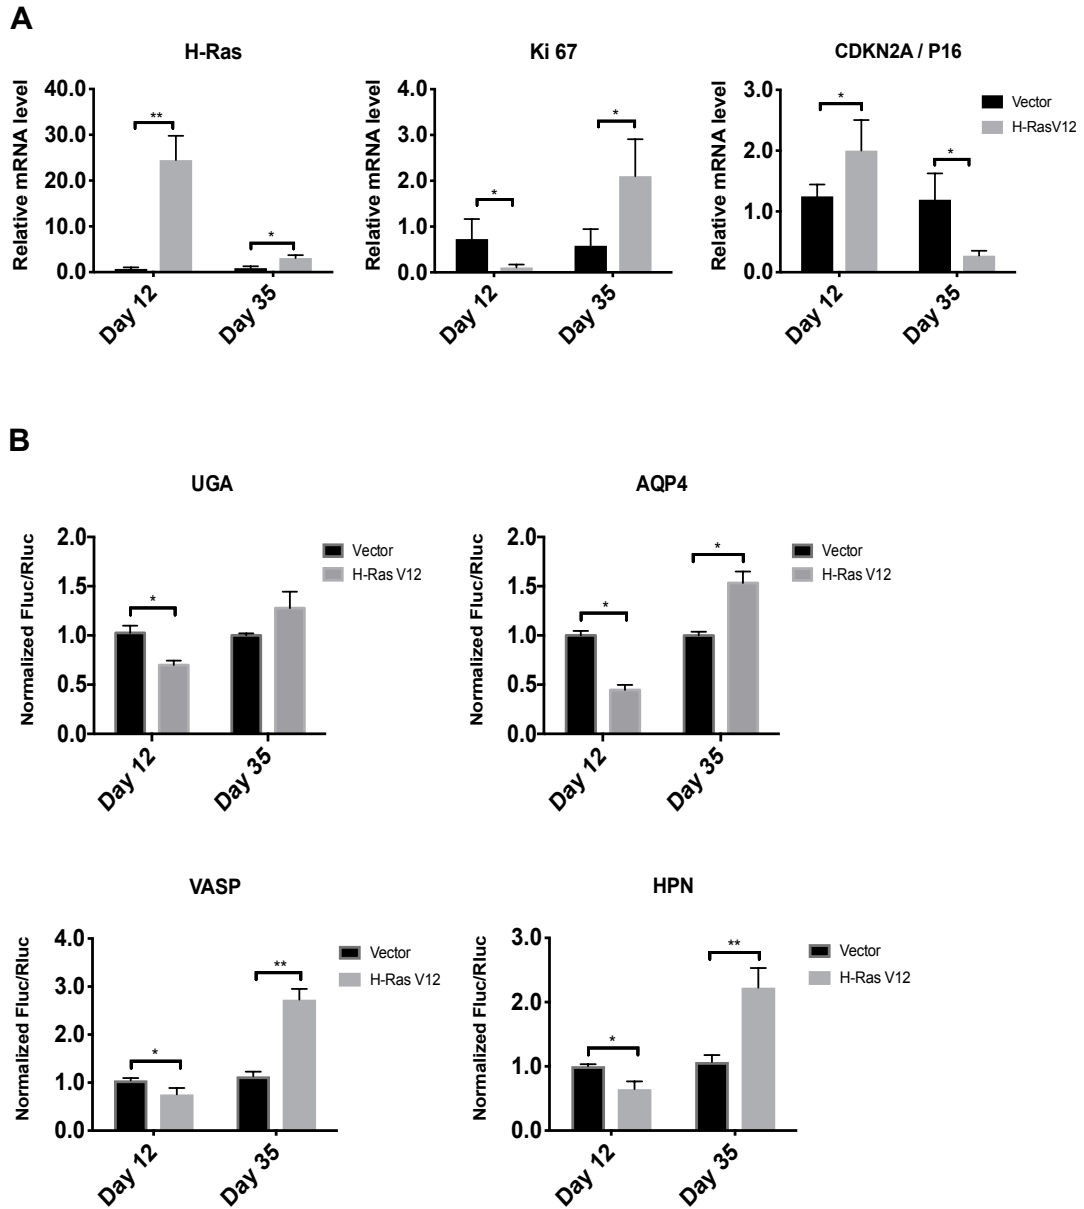 A
H-Ras
Relative mRNA level
40.0
30.0
20.0
10.0
0.0
**
*
Day 12
Day 35
Ki 67
Relative mRNA level
4.0
3.0
2.0
1.0
0.0
*
*
Day 12
Day 35
CDKN2A / P16
Relative mRNA level
3.0
2.0
1.0
0.0
*
*
Day 12
Day 35
Vector
H-RasV12
B
UGA
Normalized Fluc/Rluc
2.0
1.5
1.0
0.5
0.0
*
Day 12
Day 35
Vector
H-Ras V12
AQP4
Normalized Fluc/Rluc
2.0
1.5
1.0
0.5
0.0
*
*
Day 12
Day 35
Vector
H-Ras V12
VASP
Normalized Fluc/Rluc
4.0
3.0
2.0
1.0
0.0
*
**
Day 12
Day 35
Vector
H-Ras V12
HPN
Normalized Fluc/Rluc
3.0
2.0
1.0
0.0
*
**
Day 12
Day 35
Vector
H-Ras V12